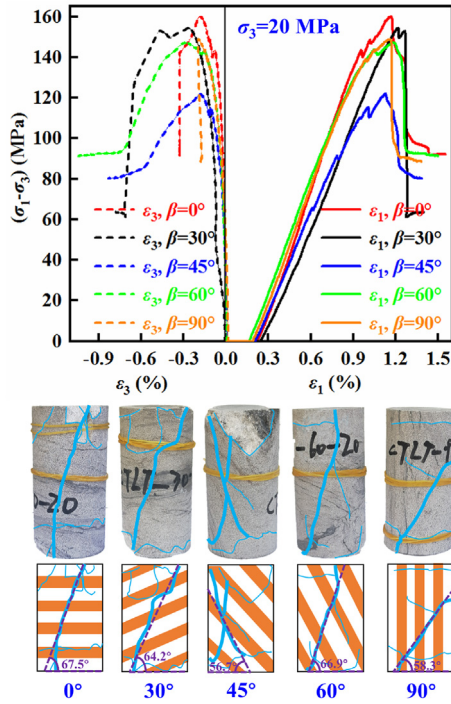 σ₃=20 MPa
(σ₁-σ₃) (MPa)
160
140
120
100
80
60
40
20
0
ε₃, β=0°
ε₃, β=30°
ε₃, β=45°
ε₃, β=60°
ε₃, β=90°
ε₁, β=0°
ε₁, β=30°
ε₁, β=45°
ε₁, β=60°
ε₁, β=90°
-0.9 -0.6 -0.3 0.0 0.3 0.6 0.9 1.2 1.5
ε₃ (%) ε₁ (%)
0-20
CTLT-30
CT
-60-20
CTLT-9
67.5° 64.2° 56.7° 66.9° 58.3°
0° 30° 45° 60° 90°